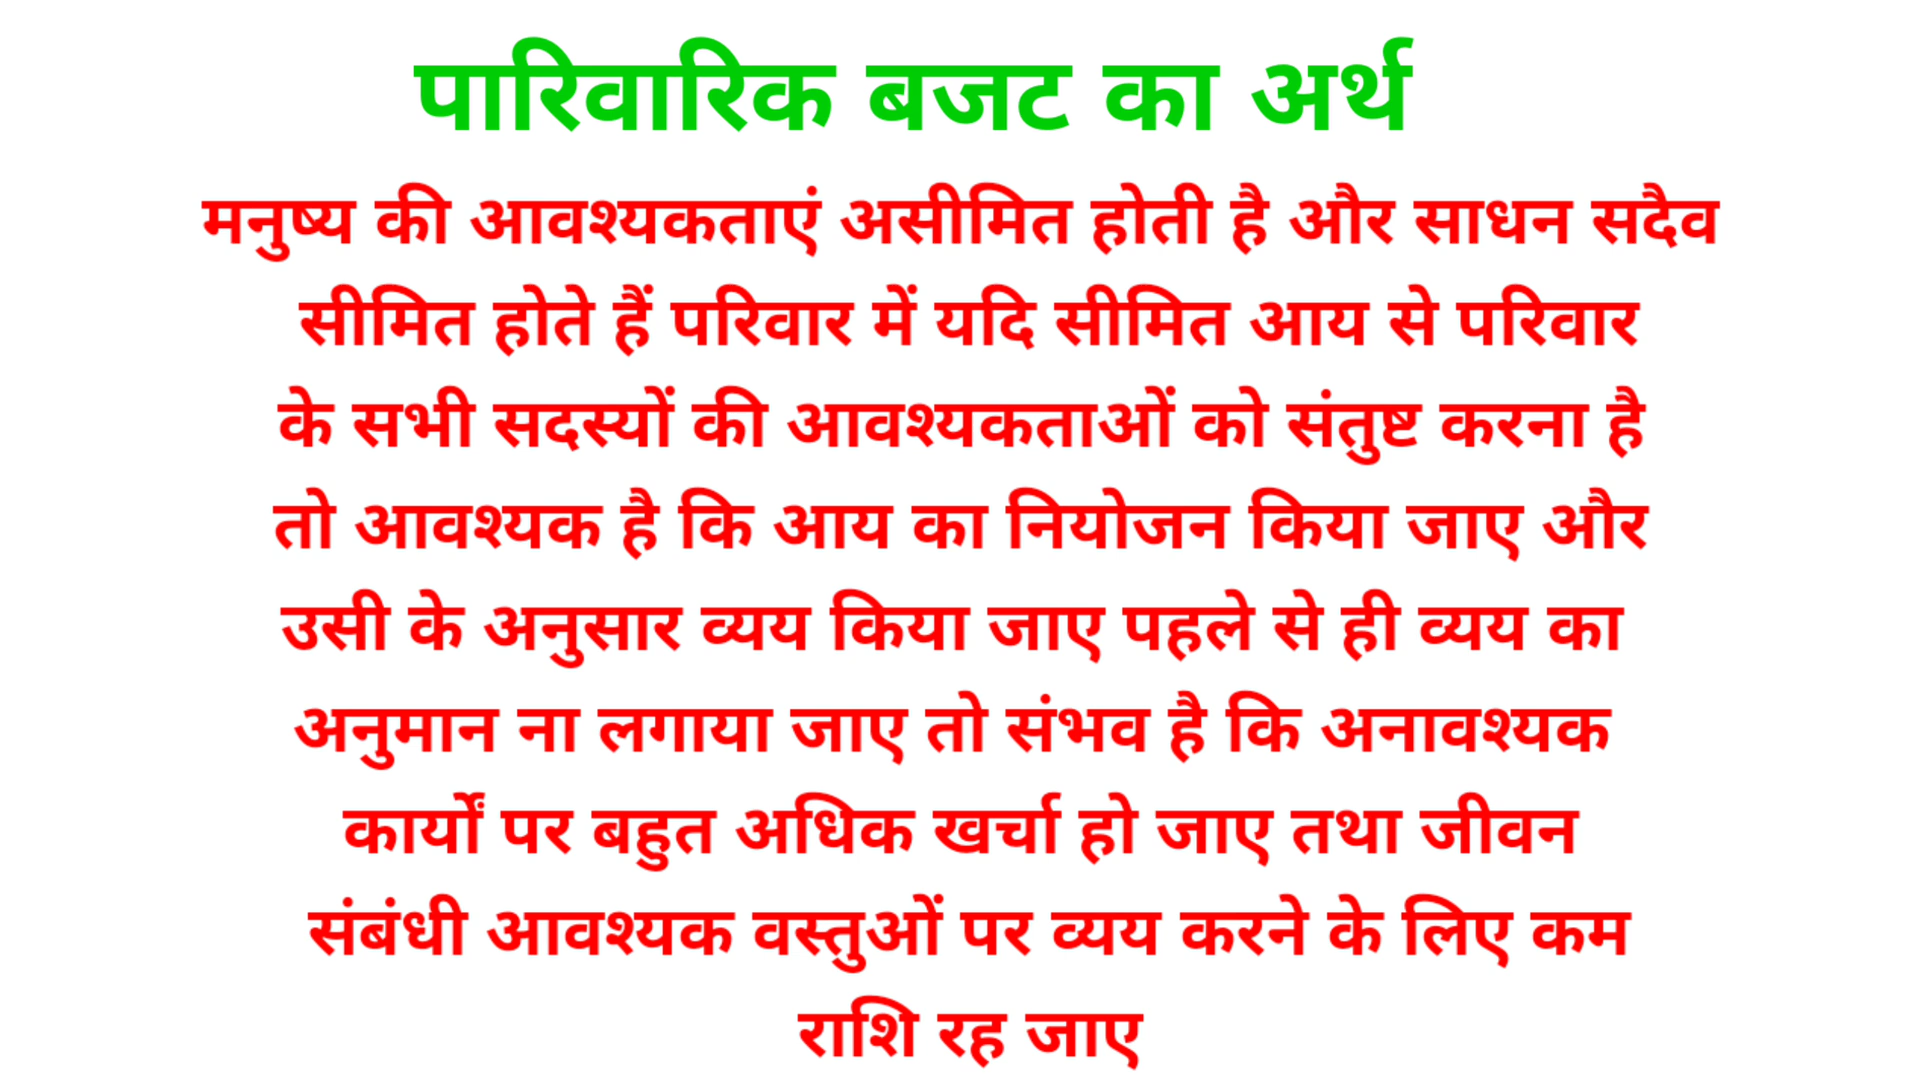 पारिवारिक बजट का अर्थ
मनुष्य की आवश्यकताएं असीमित होती है और साधन सदैव
सीमित होते हैं परिवार में यदि सीमित आय से परिवार
के सभी सदस्यों की आवश्यकताओं को संतुष्ट करना है
तो आवश्यक है कि आय का नियोजन किया जाए और
उसी के अनुसार व्यय किया जाए पहले से ही व्यय का
अनुमान ना लगाया जाए तो संभव है कि अनावश्यक
कार्यों पर बहुत अधिक खर्चा हो जाए तथा जीवन
संबंधी आवश्यक वस्तुओं पर व्यय करने के लिए कम
राशि रह जाए